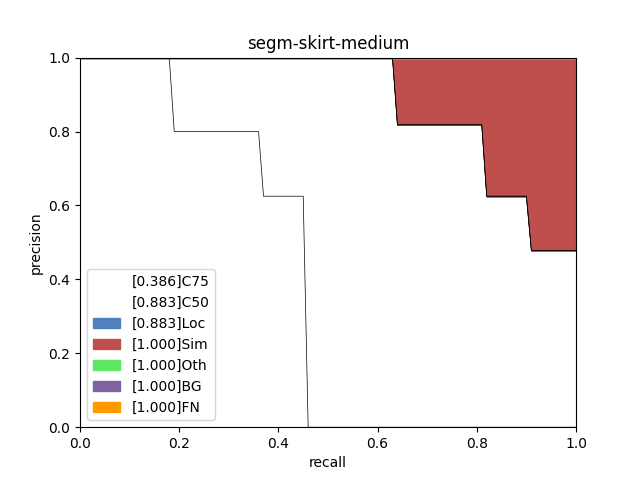 segm-skirt-medium
1.0
0.8
0.6
0.4
0.2
0.0
precision
[0.386]C75
[0.883]C50
[0.883]Loc
[1.000]Sim
[1.000]Oth
[1.000]BG
[1.000]FN
0.0 0.2 0.4 0.6 0.8 1.0
recall